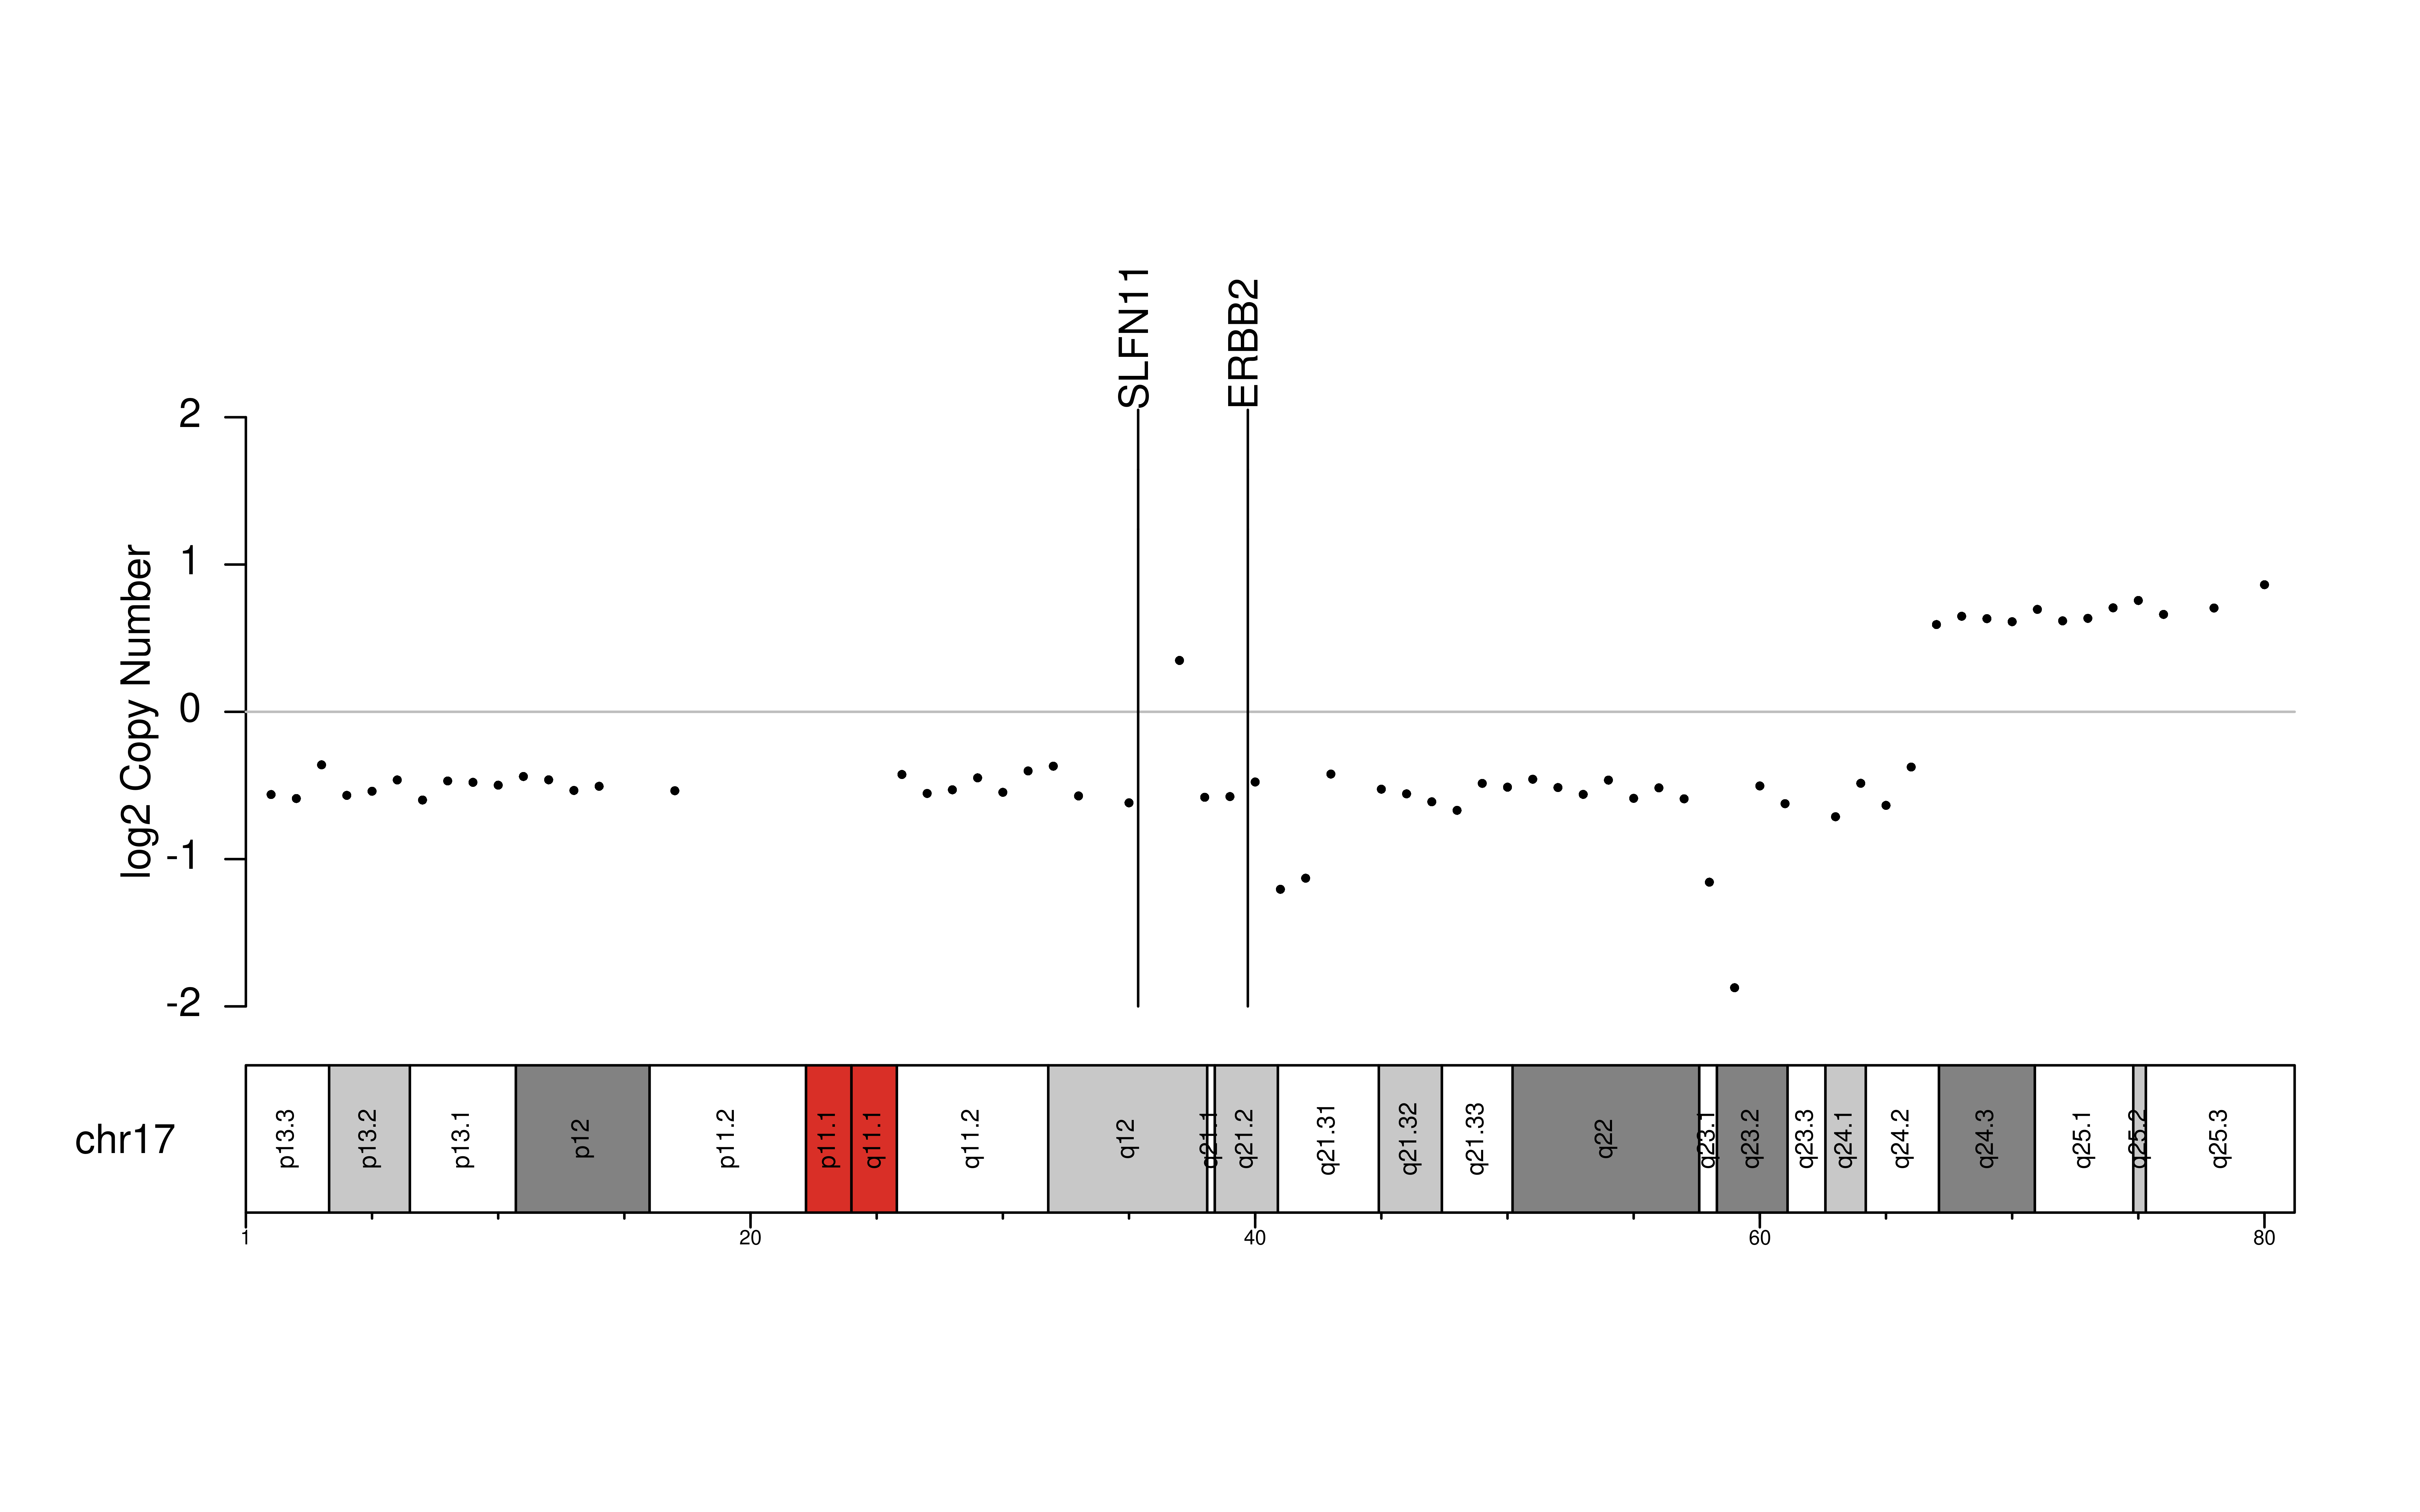 SLFN11
ERBB2
2
1
0
-1
-2
log2 Copy Number
chr17
p13.3
p13.2
p13.1
p12
p11.2
p11.1
q11.1
q11.2
q12
q21.1
q21.2
q21.31
q21.32
q21.33
q22
q23.1
q23.2
q23.3
q24.1
q24.2
q24.3
q25.1
q25.2
q25.3
1
20
40
60
80